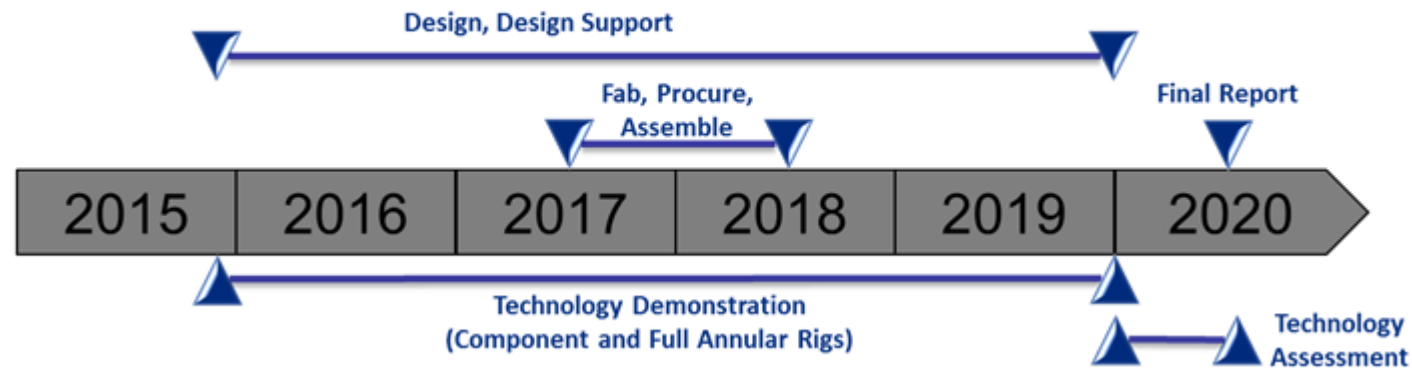 Design, Design Support
Fab, Procure,
Assemble
Final Report
2015 2016 2017 2018 2019 2020
Technology Demonstration
(Component and Full Annular Rigs)
Technology
Assessment